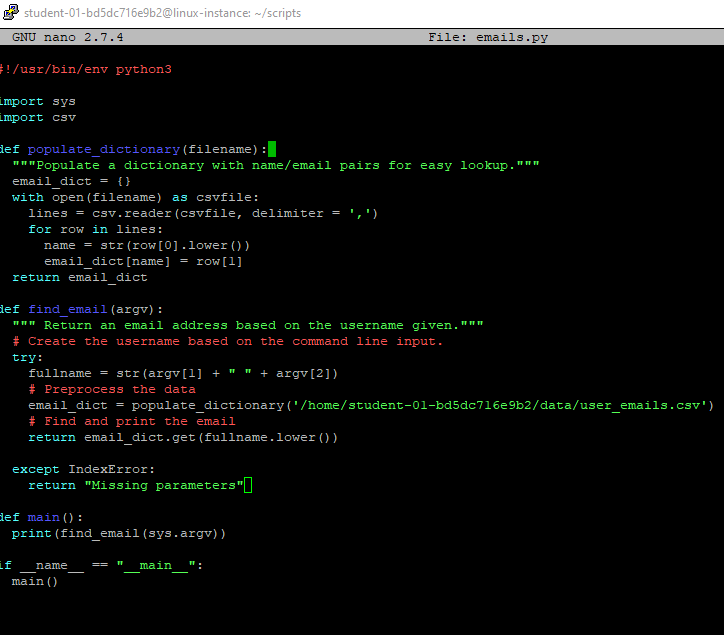 student-01-bd5dc716e9b2@linux-instance: ~/scripts
GNU nano 2.7.4 File: emails.py
#!/usr/bin/env python3
import sys
import csv
def populate_dictionary(filename):
"""Populate a dictionary with name/email pairs for easy lookup."""
email_dict = {}
with open(filename) as csvfile:
lines = csv.reader(csvfile, delimiter = ',')
for row in lines:
name = str(row[0].lower())
email_dict[name] = row[1]
return email_dict
def find_email(argv):
""" Return an email address based on the username given."""
# Create the username based on the command line input.
try:
fullname = str(argv[1] + " " + argv[2])
# Preprocess the data
email_dict = populate_dictionary('/home/student-01-bd5dc716e9b2/data/user_emails.csv')
# Find and print the email
return email_dict.get(fullname.lower())
except IndexError:
return "Missing parameters"
def main():
print(find_email(sys.argv))
if __name__ == "__main__":
main()